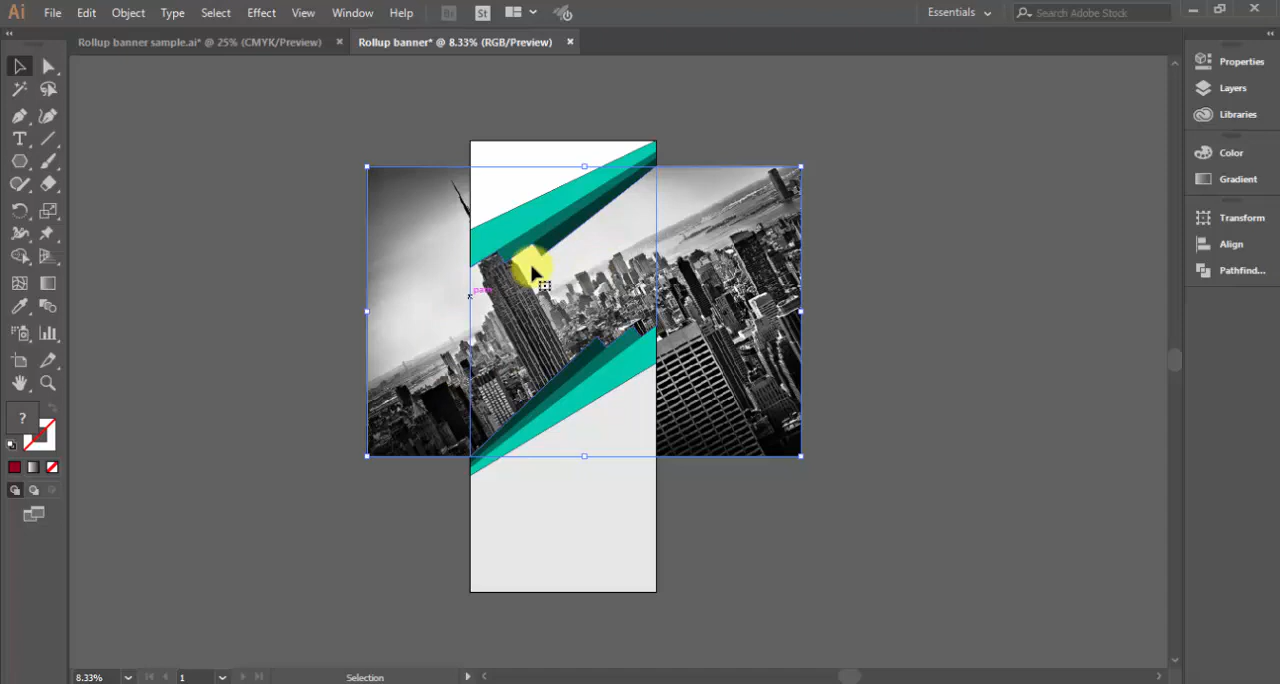 Ai File Edit Object Type Select Effect View Window Help Br St Essentials Search Adobe Stock
Rollup banner sample.ai* @ 25% (CMYK/Preview) × Rollup banner* @ 8.33% (RGB/Preview) ×
Properties
Layers
Libraries
Color
Gradient
Transform
Align
Pathfind...
path
T
?
8.33% 1 Selection